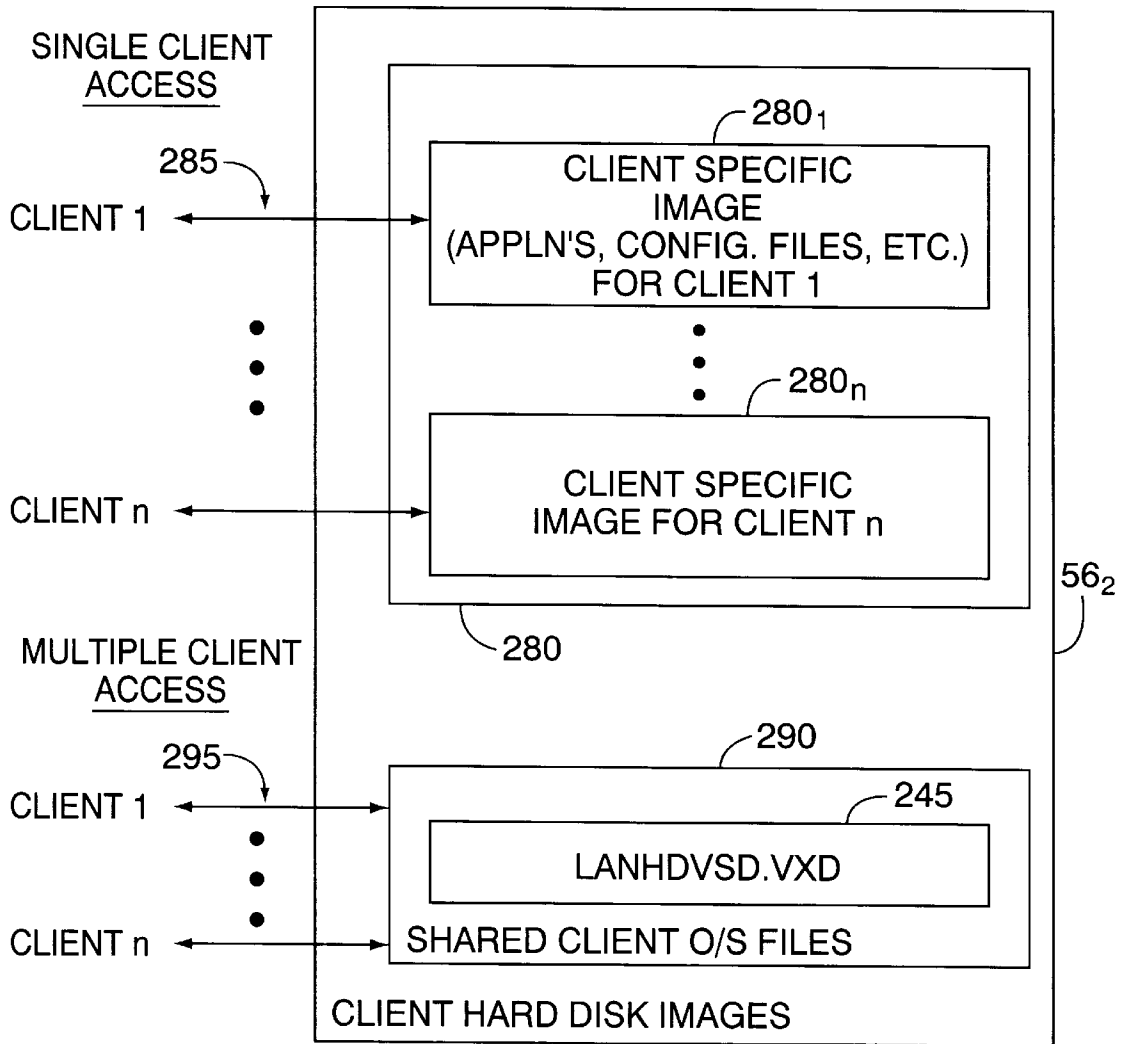 SINGLE CLIENT
ACCESS
285
CLIENT 1
280₁
CLIENT SPECIFIC
IMAGE
(APPLN'S, CONFIG. FILES, ETC.)
FOR CLIENT 1
280ₙ
CLIENT n
CLIENT SPECIFIC
IMAGE FOR CLIENT n
56₂
280
MULTIPLE CLIENT
ACCESS
295
CLIENT 1
CLIENT n
290
245
LANHDVSD.VXD
SHARED CLIENT O/S FILES
CLIENT HARD DISK IMAGES